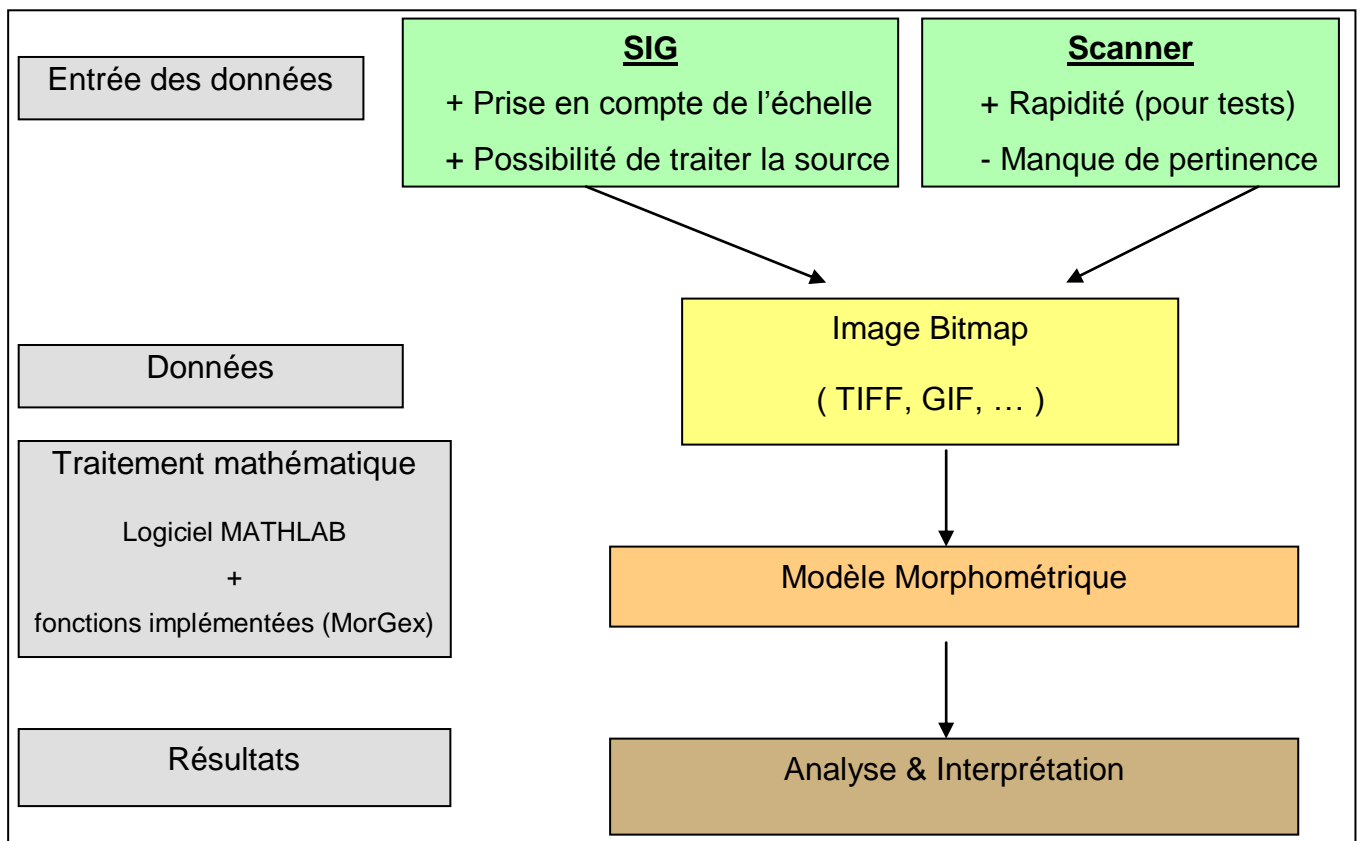 SIG
+ Prise en compte de l’échelle
+ Possibilité de traiter la source
Scanner
+ Rapidité (pour tests)
- Manque de pertinence
Entrée des données
Image Bitmap
( TIFF, GIF, … )
Données
Traitement mathématique
Logiciel MATHLAB
+
fonctions implémentées (MorGex)
Modèle Morphométrique
Résultats
Analyse & Interprétation